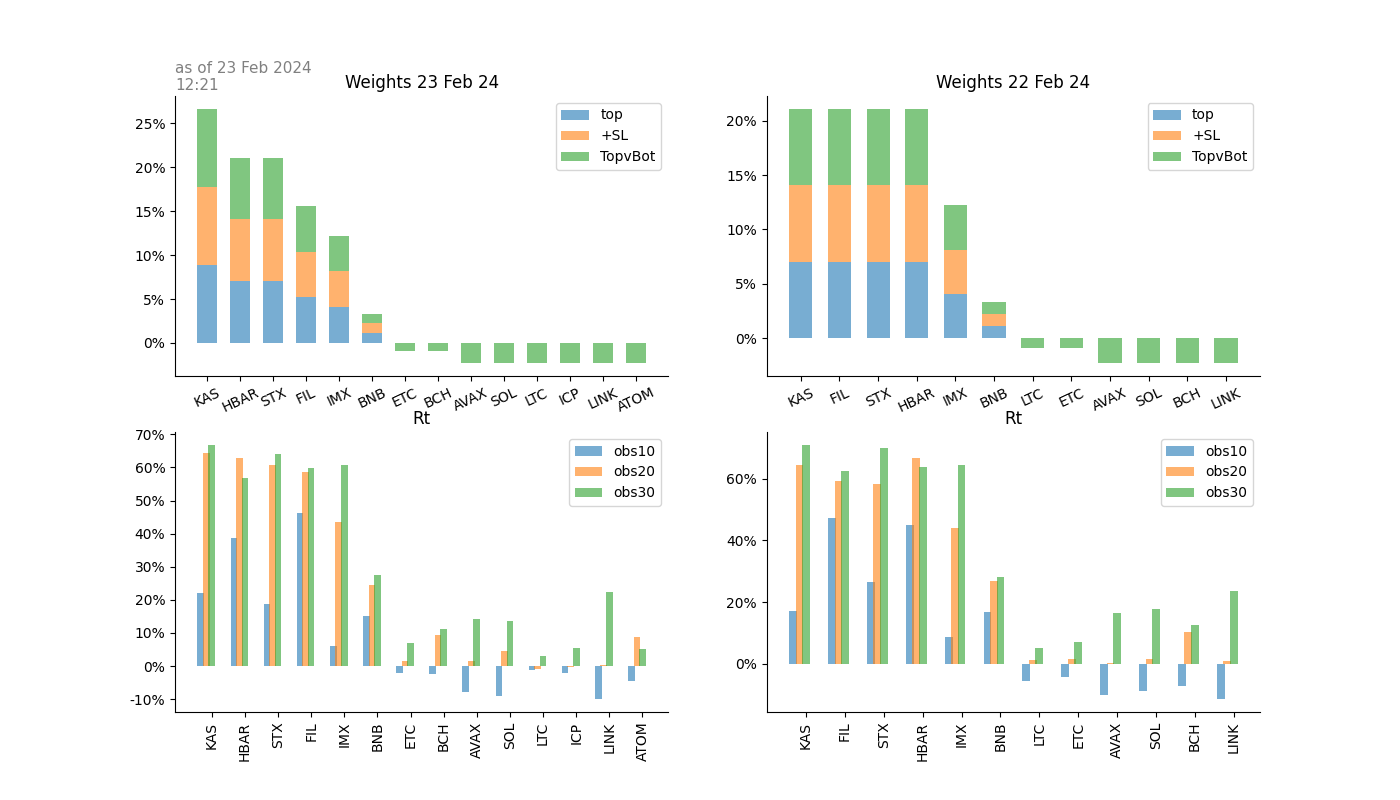 as of 23 Feb 2024
12:21
Weights 23 Feb 24
25%
20%
15%
10%
5%
0%
top
+SL
TopvBot
KAS HBAR STX FIL IMX BNB ETC BCH AVAX SOL LTC ICP LINK ATOM
Weights 22 Feb 24
20%
15%
10%
5%
0%
top
+SL
TopvBot
KAS FIL STX HBAR IMX BNB LTC ETC AVAX SOL BCH LINK
Rt
70%
60%
50%
40%
30%
20%
10%
0%
-10%
obs10
obs20
obs30
KAS HBAR STX FIL IMX BNB ETC BCH AVAX SOL LTC ICP LINK ATOM
Rt
60%
40%
20%
0%
obs10
obs20
obs30
KAS FIL STX HBAR IMX BNB LTC ETC AVAX SOL BCH LINK